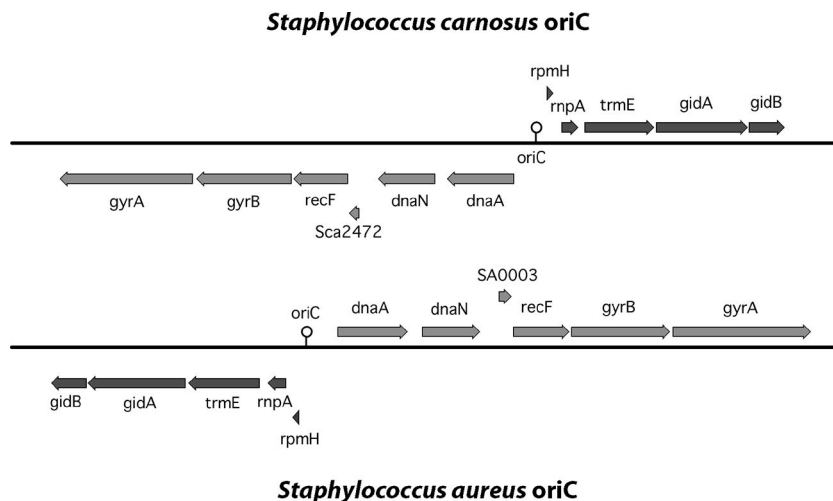 Staphylococcus carnosus oriC
rpmH
rnpA trmE gidA gidB
oriC
gyrA gyrB recF dnaN dnaA
Sca2472
SA0003
oriC dnaA dnaN recF gyrB gyrA
gidB gidA trmE rnpA
rpmH
Staphylococcus aureus oriC